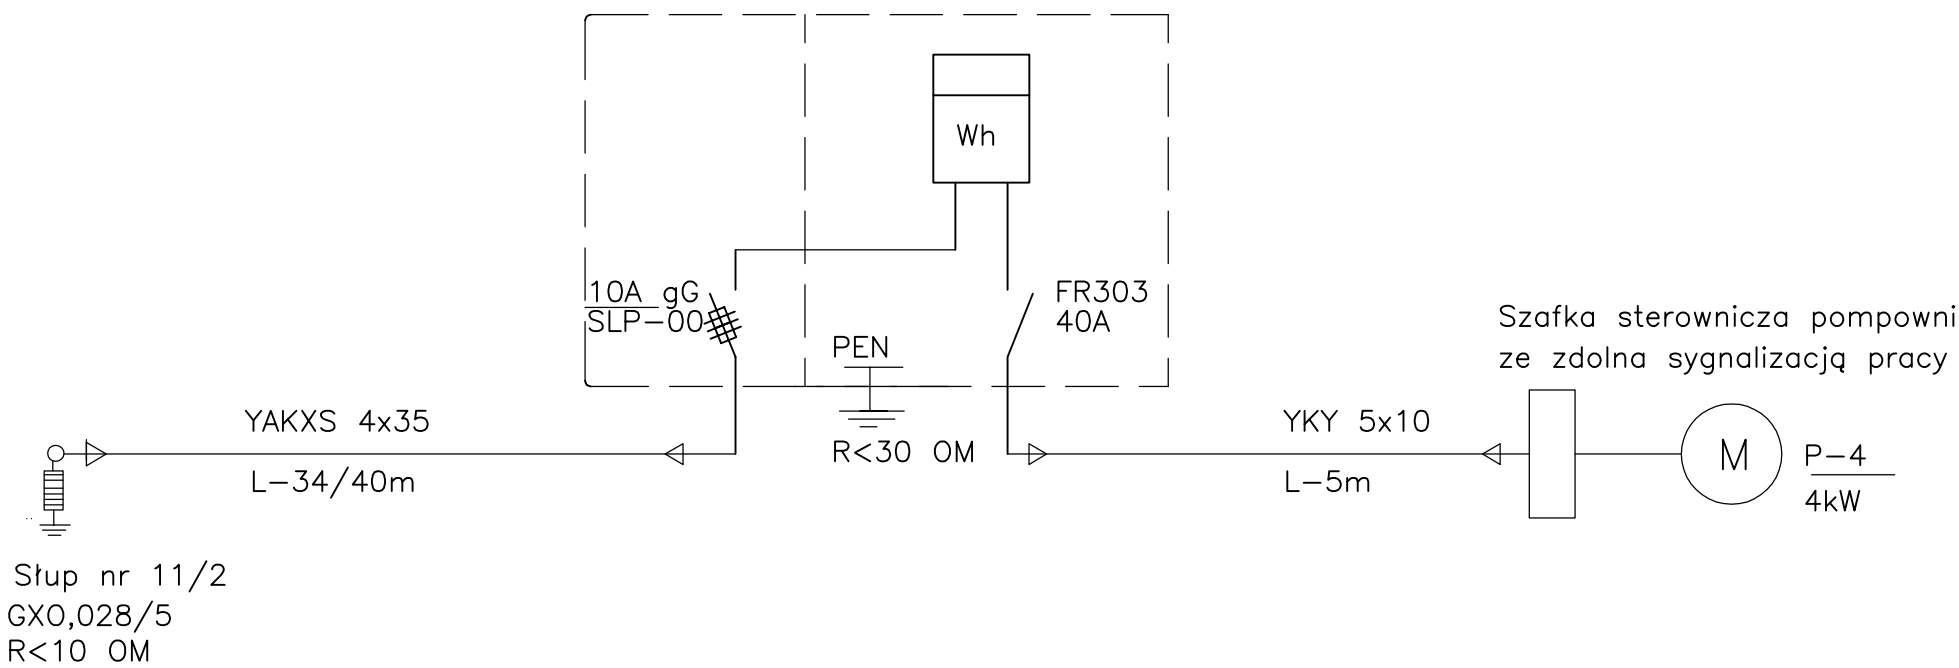 Wh
10A gG
SLP-00
FR303
40A
PEN
R<30 OM
Szafka sterownicza pompowni
ze zdolna sygnalizacją pracy
YAKXS 4x35
L-34/40m
YKY 5x10
L-5m
M
P-4
4kW
Słup nr 11/2
GXO,028/5
R<10 OM